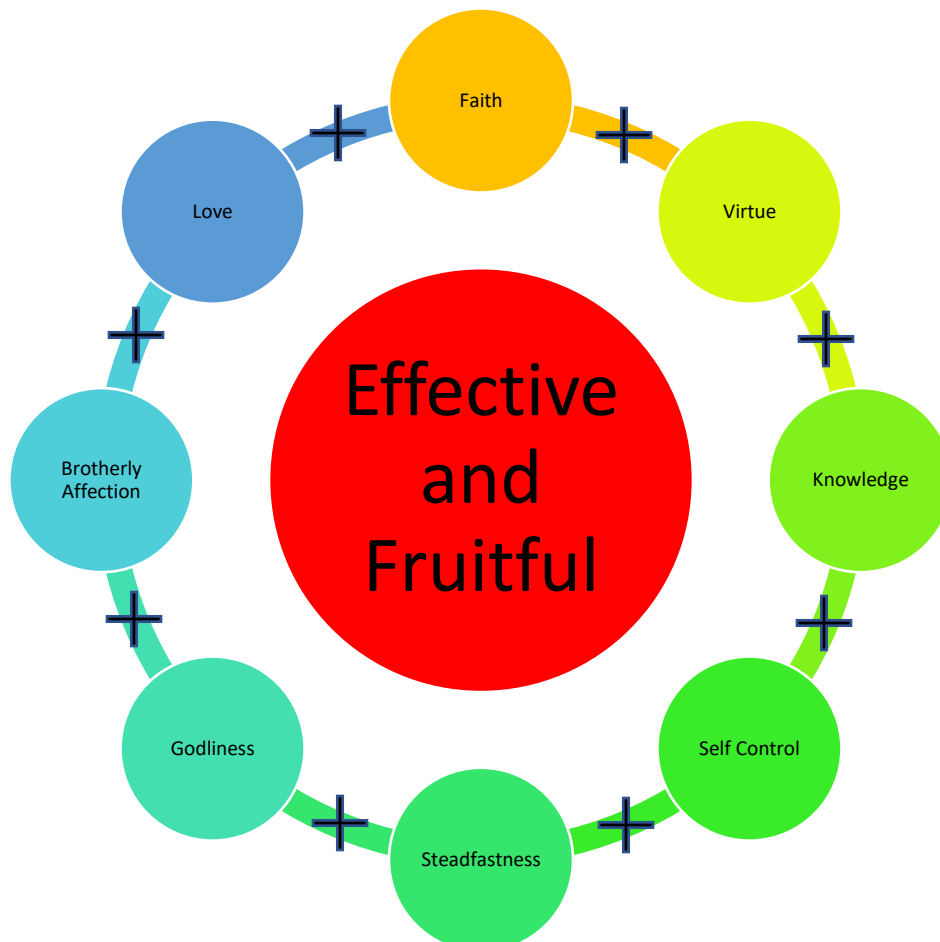 Faith
Virtue
Knowledge
Self Control
Steadfastness
Godliness
Brotherly
Affection
Love
Effective
and
Fruitful